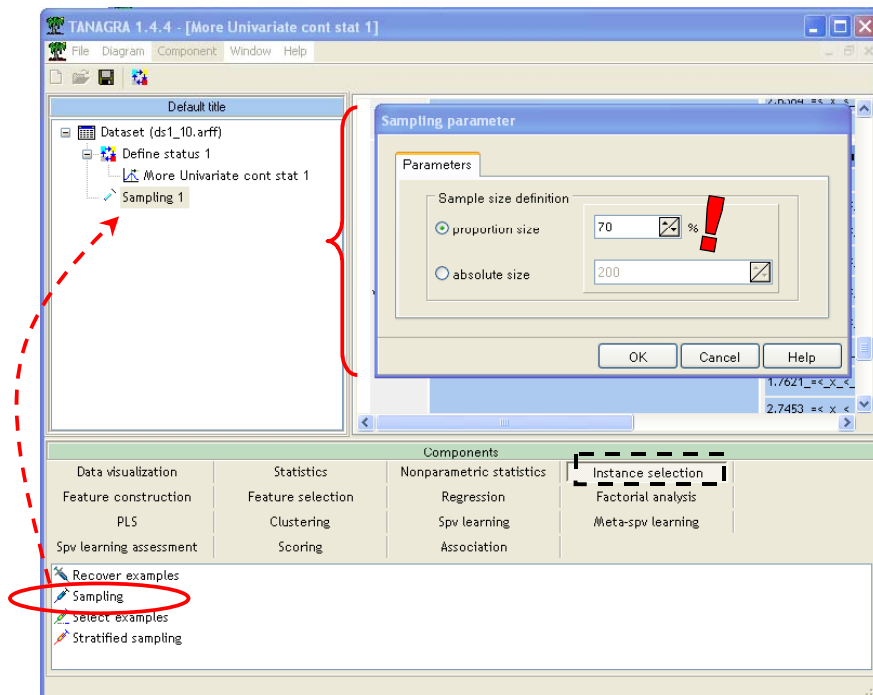 TANAGRA 1.4.4 - [More Univariate cont stat 1]
File Diagram Component Window Help
Default title
Dataset (ds1_10.arff)
Define status 1
More Univariate cont stat 1
Sampling 1
Sampling parameter
Parameters
Sample size definition
proportion size 70 %
absolute size 200
OK Cancel Help
1.7621_=<_x_<_
2.7453 =< x <
Components
Data visualization Statistics Nonparametric statistics Instance selection
Feature construction Feature selection Regression Factorial analysis
PLS Clustering Spv learning Meta-spv learning
Spv learning assessment Scoring Association
Recover examples
Sampling
Select examples
Stratified sampling